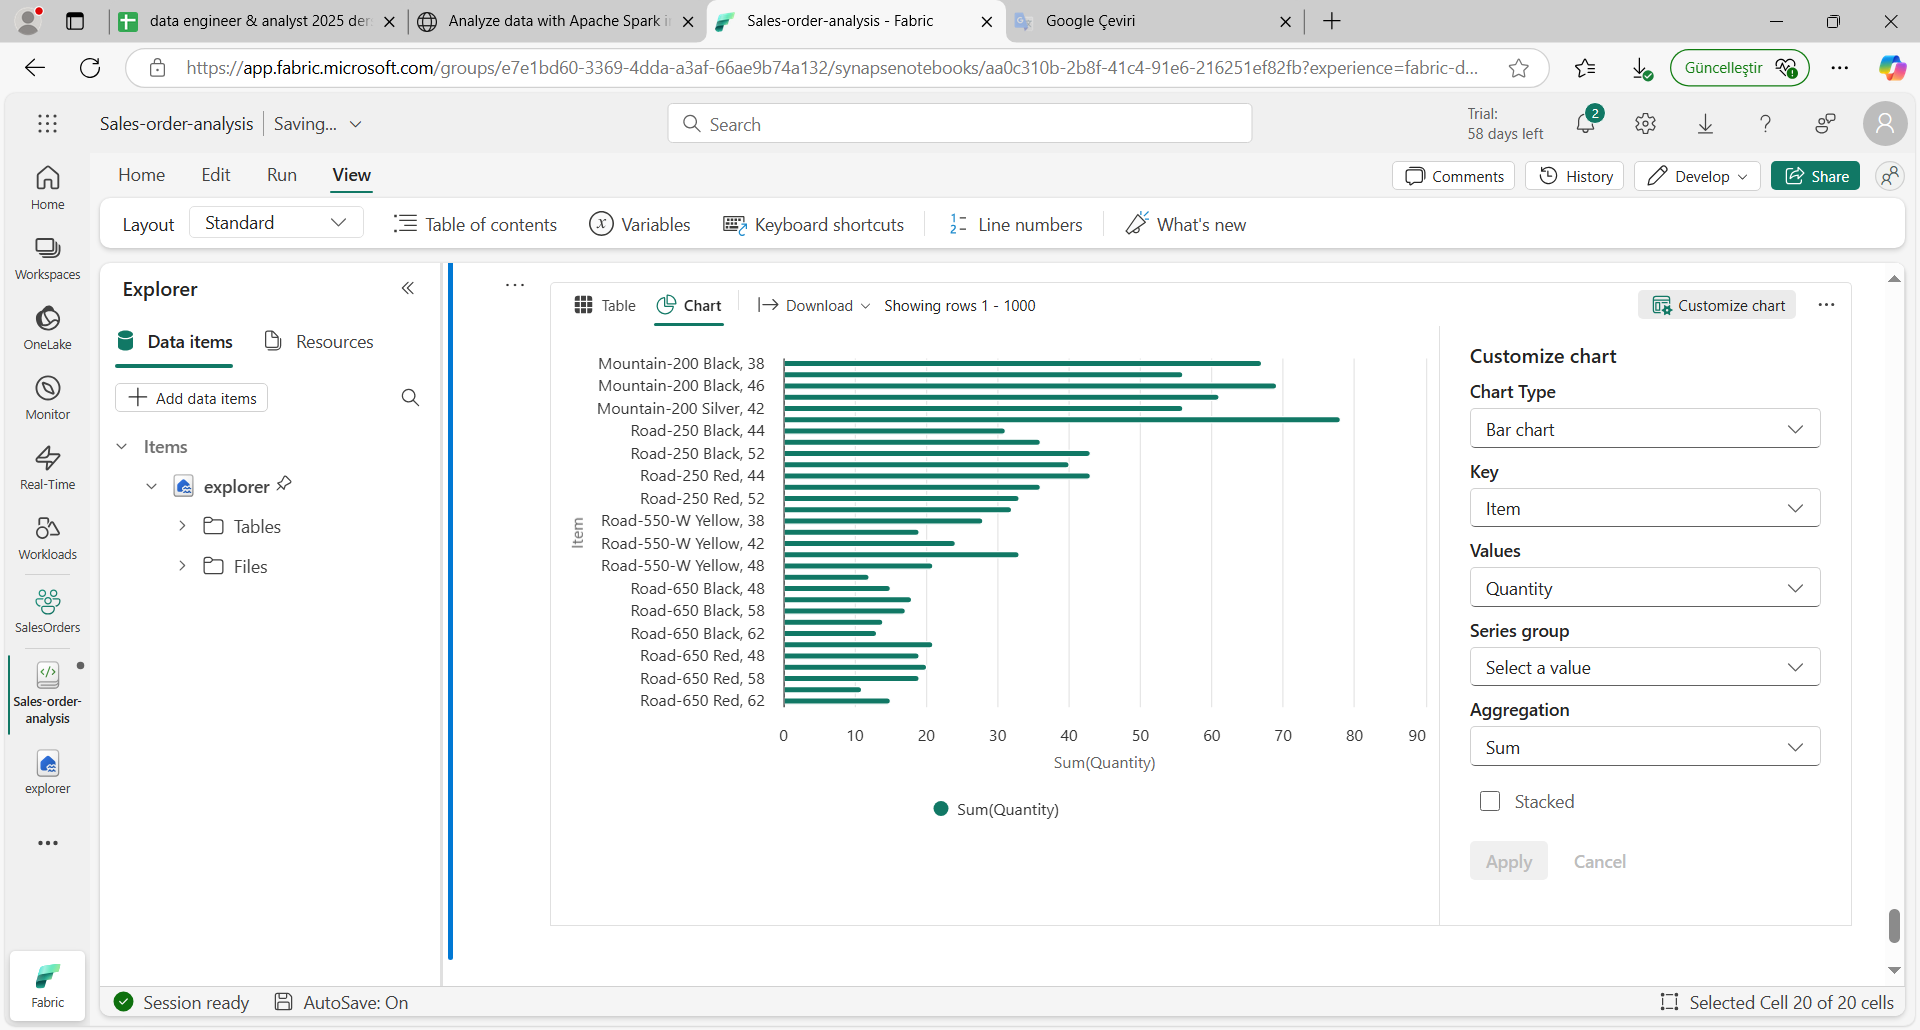 data engineer & analyst 2025 der
Analyze data with Apache Spark i
Sales-order-analysis - Fabric
Google Çeviri
https://app.fabric.microsoft.com/groups/e7e1bd60-3369-4dda-a3af-66ae9b74a132/synapsenotebooks/aa0c310b-2b8f-41c4-91e6-216251ef82fb?experience=fabric-d...
Güncelleştir
Sales-order-analysis
Saving...
Search
Trial:
58 days left
2
Home
Edit
Run
View
Comments
History
Develop
Share
Layout
Standard
Table of contents
Variables
Keyboard shortcuts
Line numbers
What's new
Home
Workspaces
OneLake
Monitor
Real-Time
Workloads
SalesOrders
Sales-order-
analysis
explorer
Fabric
Explorer
Data items
Resources
Add data items
Items
explorer
Tables
Files
Table
Chart
Download
Showing rows 1 - 1000
Customize chart
Mountain-200 Black, 38
Mountain-200 Black, 46
Mountain-200 Silver, 42
Road-250 Black, 44
Road-250 Black, 52
Road-250 Red, 44
Road-250 Red, 52
Road-550-W Yellow, 38
Road-550-W Yellow, 42
Road-550-W Yellow, 48
Road-650 Black, 48
Road-650 Black, 58
Road-650 Black, 62
Road-650 Red, 48
Road-650 Red, 58
Road-650 Red, 62
Item
0 10 20 30 40 50 60 70 80 90
Sum(Quantity)
Sum(Quantity)
Customize chart
Chart Type
Bar chart
Key
Item
Values
Quantity
Series group
Select a value
Aggregation
Sum
Stacked
Apply
Cancel
Session ready
AutoSave: On
Selected Cell 20 of 20 cells